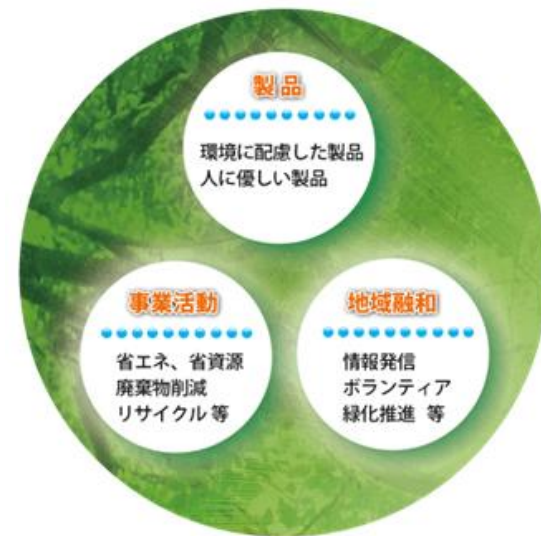 製品
環境に配慮した製品
人に優しい製品
事業活動
省エネ、省資源
廃棄物削減
リサイクル 等
地域融和
情報発信
ボランティア
緑化推進 等